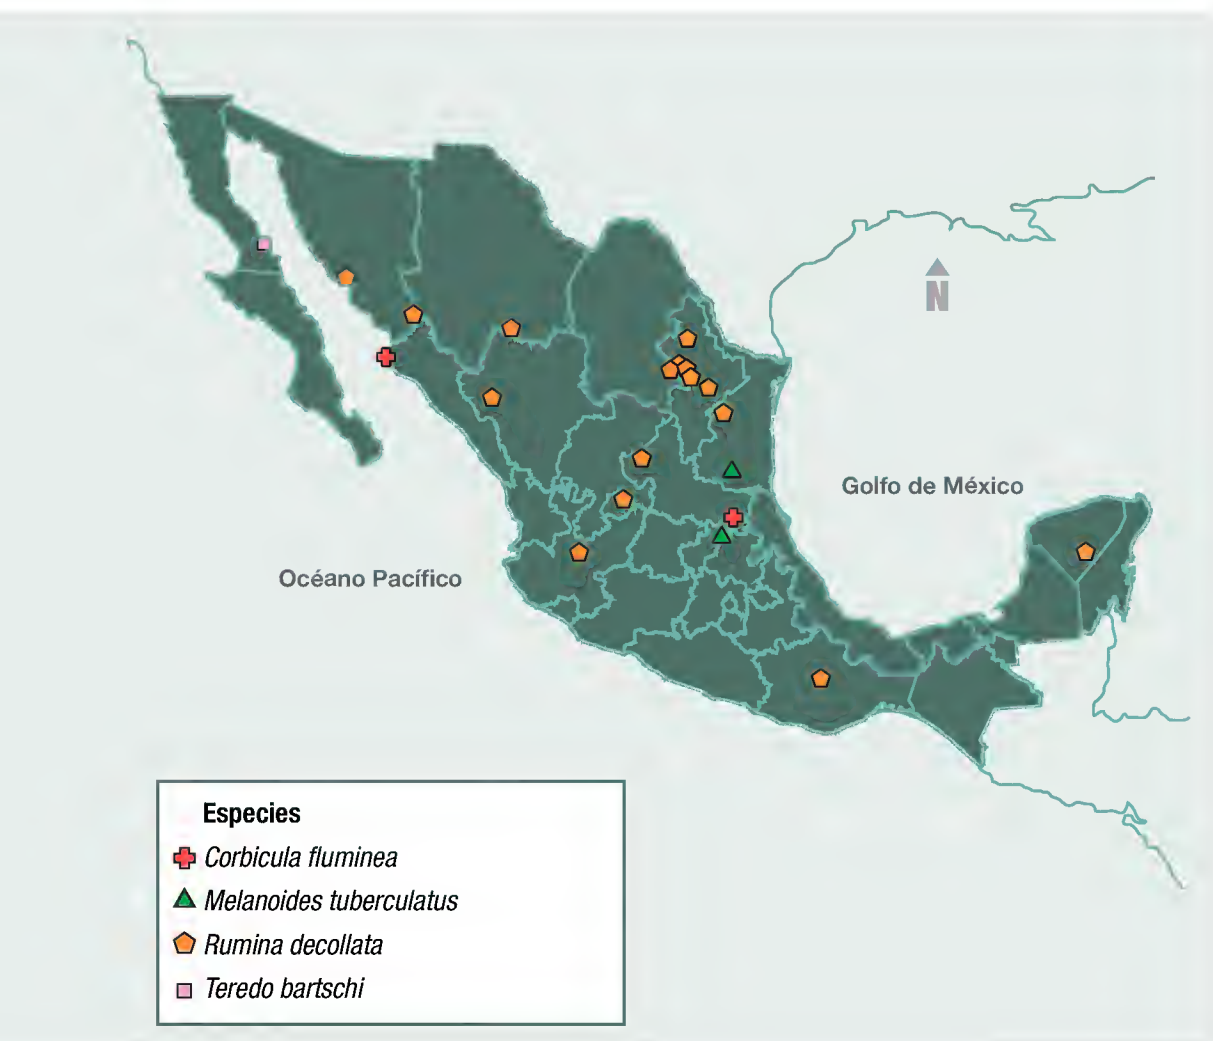 N
Golfo de México
Océano Pacífico
Especies
Corbicula fluminea
Melanoides tuberculatus
Rumina decollata
Teredo bartschi